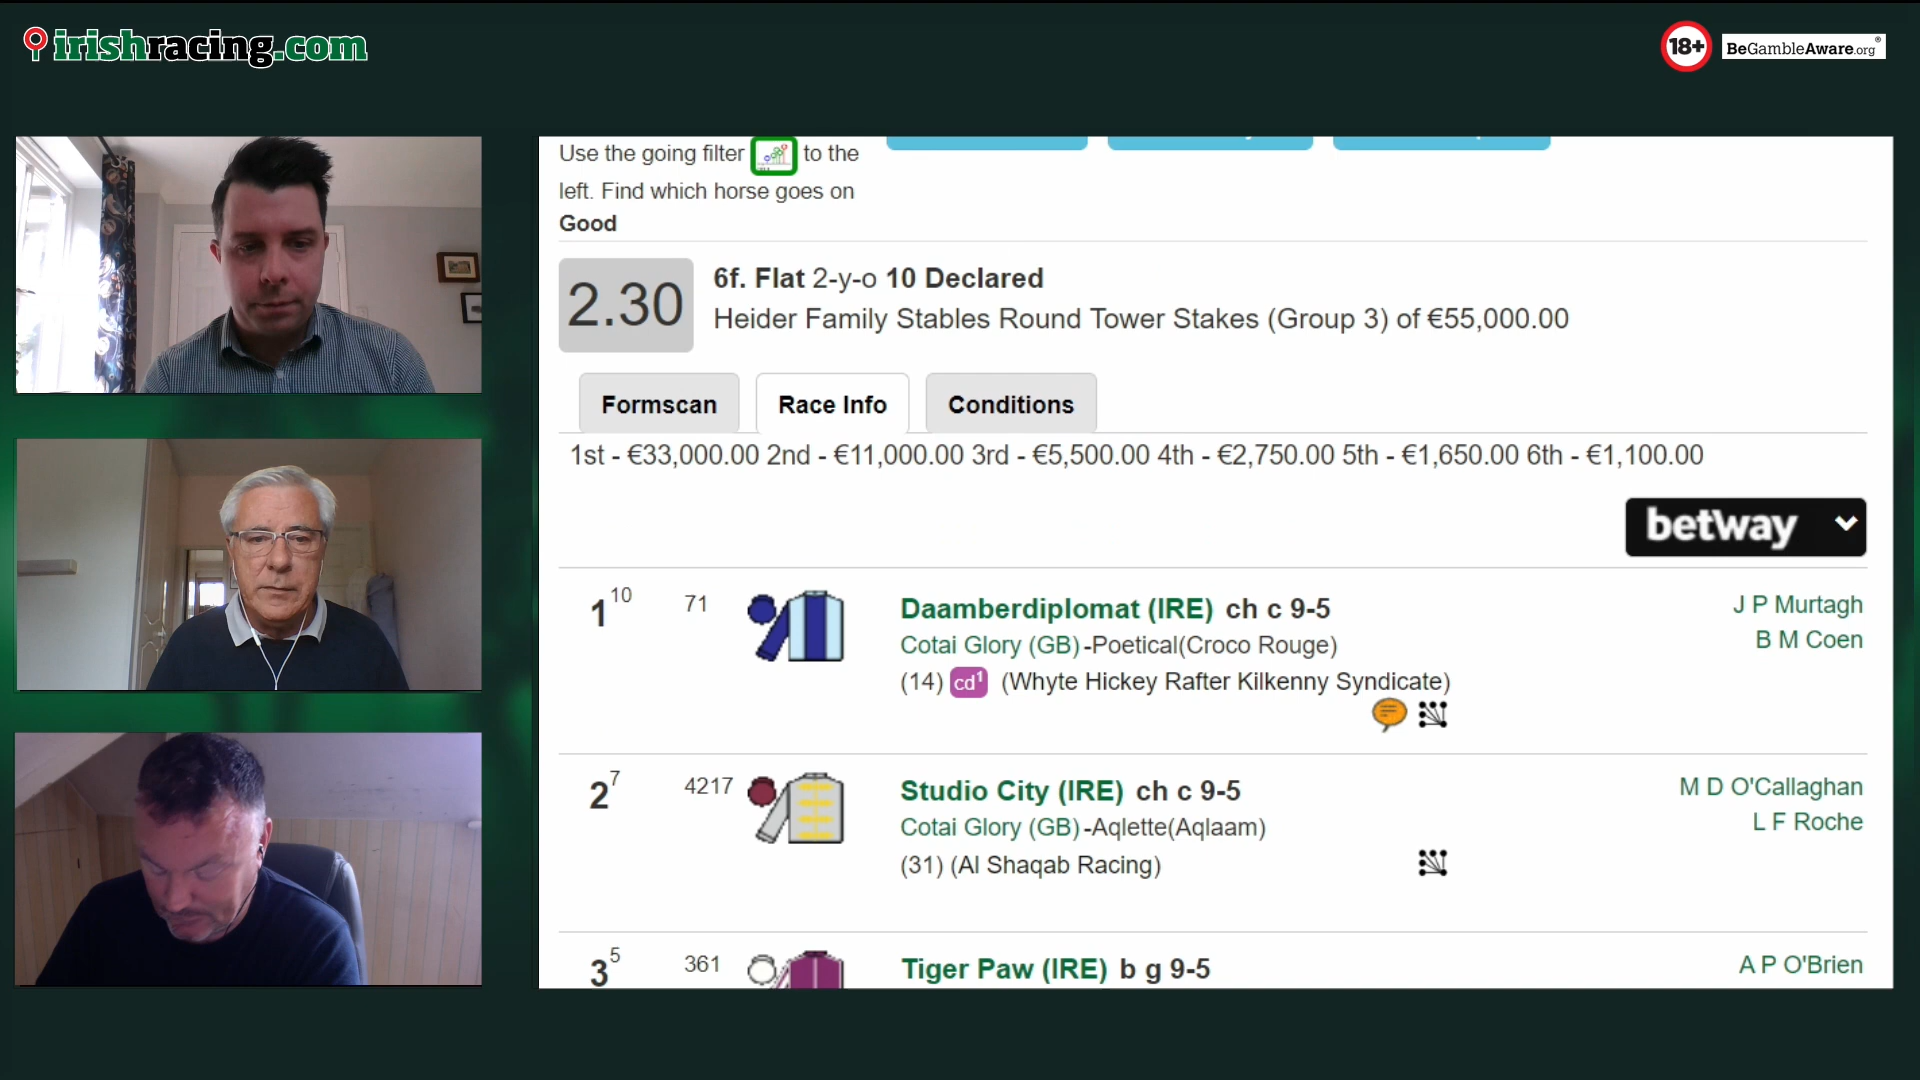 irishracing.com
18+
BeGambleAware.org®
Use the going filter to the
left. Find which horse goes on
Good
2.30
6f. Flat 2-y-o 10 Declared
Heider Family Stables Round Tower Stakes (Group 3) of €55,000.00
Formscan
Race Info
Conditions
1st - €33,000.00 2nd - €11,000.00 3rd - €5,500.00 4th - €2,750.00 5th - €1,650.00 6th - €1,100.00
betway
1 10 71 Daamberdiplomat (IRE) ch c 9-5 J P Murtagh
Cotai Glory (GB)-Poetical(Croco Rouge) B M Coen
(14) cd1 (Whyte Hickey Rafter Kilkenny Syndicate)
2 7 4217 Studio City (IRE) ch c 9-5 M D O'Callaghan
Cotai Glory (GB)-Aqlette(Aqlaam) L F Roche
(31) (Al Shaqab Racing)
3 5 361 Tiger Paw (IRE) b g 9-5 A P O'Brien